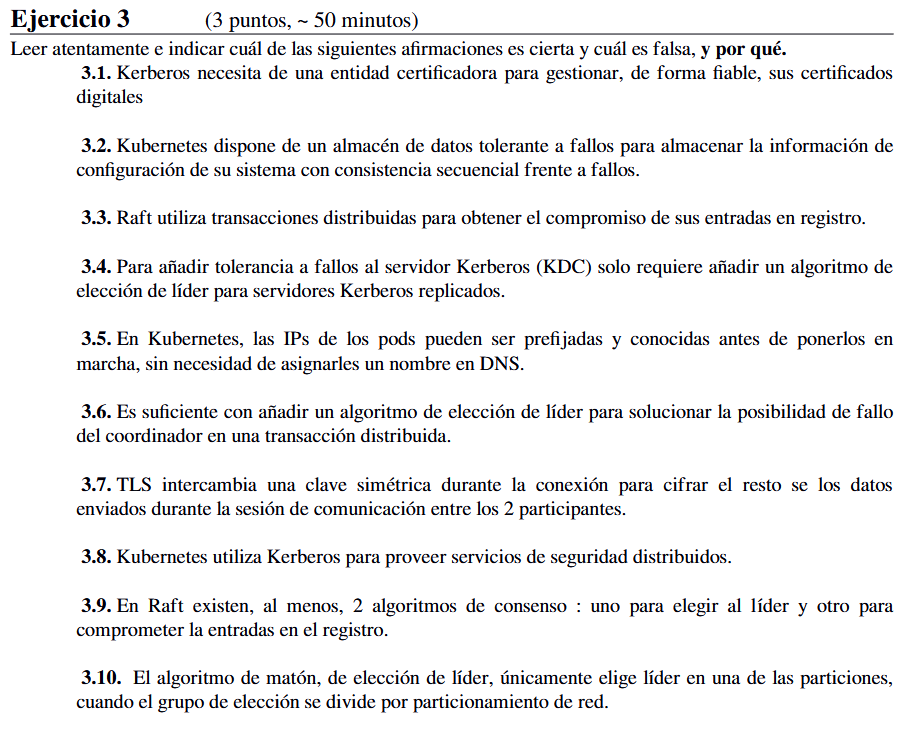 Ejercicio 3 (3 puntos, ~ 50 minutos)
Leer atentamente e indicar cuál de las siguientes afirmaciones es cierta y cuál es falsa, y por qué.
3.1. Kerberos necesita de una entidad certificadora para gestionar, de forma fiable, sus certificados
digitales
3.2. Kubernetes dispone de un almacén de datos tolerante a fallos para almacenar la información de
configuración de su sistema con consistencia secuencial frente a fallos.
3.3. Raft utiliza transacciones distribuidas para obtener el compromiso de sus entradas en registro.
3.4. Para añadir tolerancia a fallos al servidor Kerberos (KDC) solo requiere añadir un algoritmo de
elección de líder para servidores Kerberos replicados.
3.5. En Kubernetes, las IPs de los pods pueden ser prefijadas y conocidas antes de ponerlos en
marcha, sin necesidad de asignarles un nombre en DNS.
3.6. Es suficiente con añadir un algoritmo de elección de líder para solucionar la posibilidad de fallo
del coordinador en una transacción distribuida.
3.7. TLS intercambia una clave simétrica durante la conexión para cifrar el resto se los datos
enviados durante la sesión de comunicación entre los 2 participantes.
3.8. Kubernetes utiliza Kerberos para proveer servicios de seguridad distribuidos.
3.9. En Raft existen, al menos, 2 algoritmos de consenso : uno para elegir al líder y otro para
comprometer la entradas en el registro.
3.10. El algoritmo de matón, de elección de líder, únicamente elige líder en una de las particiones,
cuando el grupo de elección se divide por particionamiento de red.